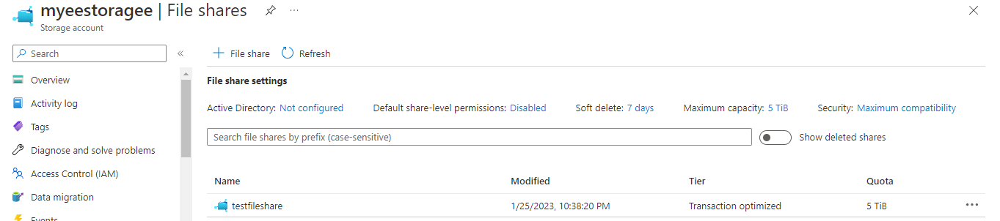 myeestoragee | File shares
Storage account
Search
File share
Refresh
Overview
Activity log
Tags
Diagnose and solve problems
Access Control (IAM)
Data migration
Events
File share settings
Active Directory: Not configured Default share-level permissions: Disabled Soft delete: 7 days Maximum capacity: 5 TiB Security: Maximum compatibility
Search file shares by prefix (case-sensitive)
Show deleted shares
Name Modified Tier Quota
testfileshare 1/25/2023, 10:38:20 PM Transaction optimized 5 TiB